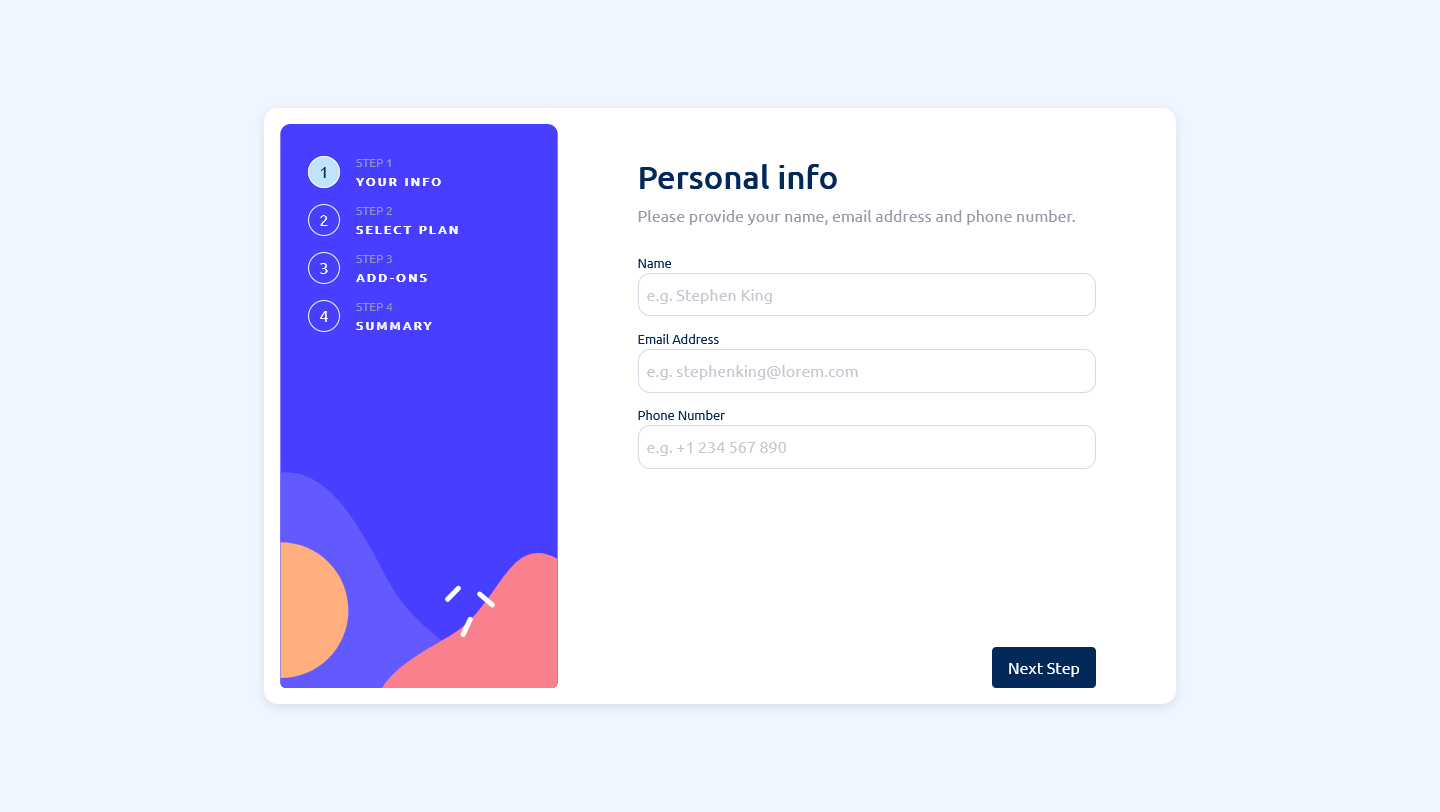 1
STEP 1
YOUR INFO
2
STEP 2
SELECT PLAN
3
STEP 3
ADD-ONS
4
STEP 4
SUMMARY
Personal info
Please provide your name, email address and phone number.
Name
e.g. Stephen King
Email Address
e.g. stephenking@lorem.com
Phone Number
e.g. +1 234 567 890
Next Step